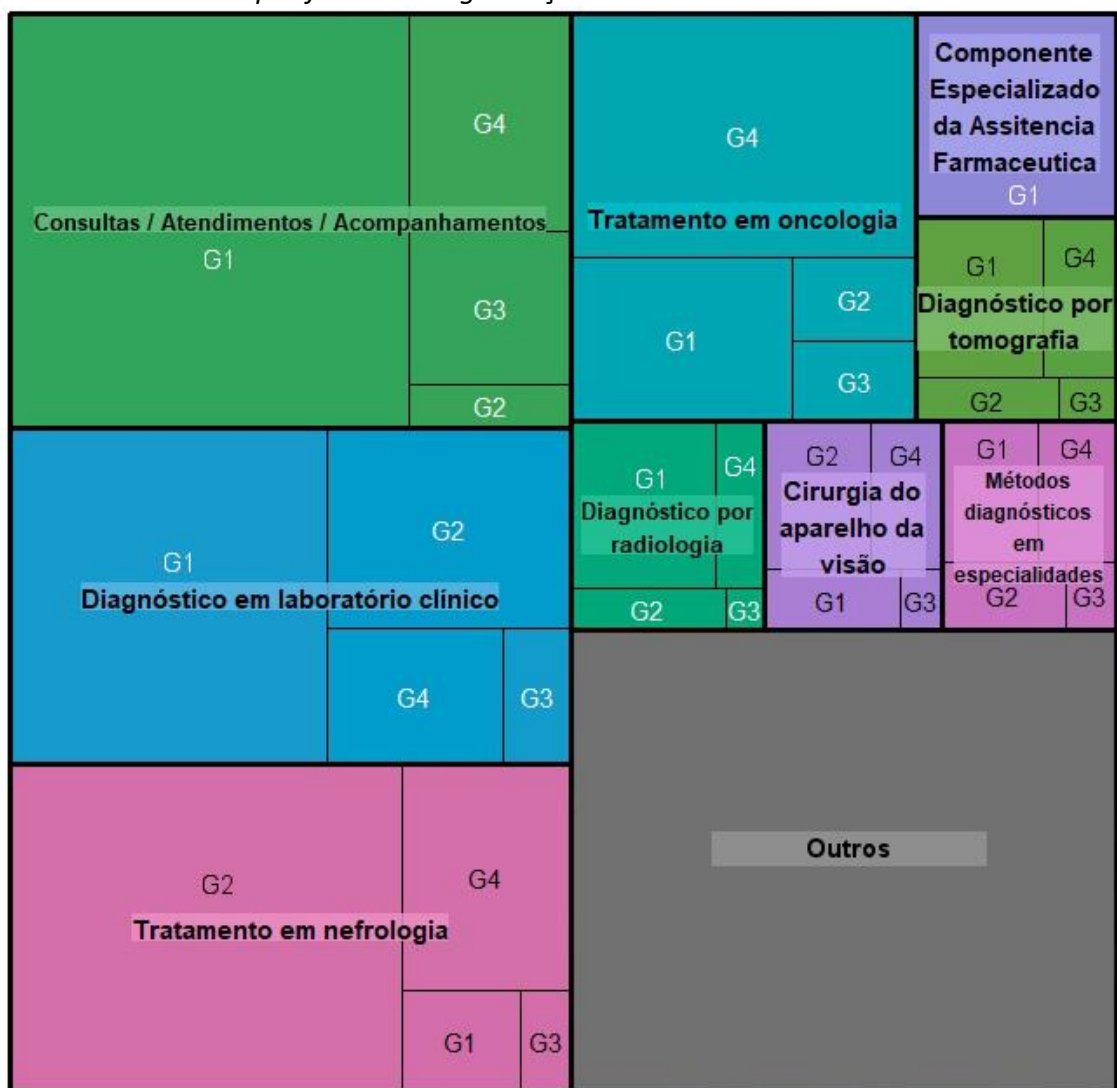 G4
Consultas / Atendimentos / Acompanhamentos
G1
G3
G2
G4
Tratamento em oncologia
G1
G2
G3
Componente
Especializado
da Assitencia
Farmaceutica
G1
G1
G4
Diagnóstico por
tomografia
G2
G3
G1
G2
Diagnóstico em laboratório clínico
G4
G3
G1
G4
Diagnóstico por
radiologia
G2
G3
G2
G4
Cirurgia do
aparelho da
visão
G1
G3
G1
G4
Métodos
diagnósticos
em
especialidades
G2
G3
G2
G4
Tratamento em nefrologia
G1
G3
Outros